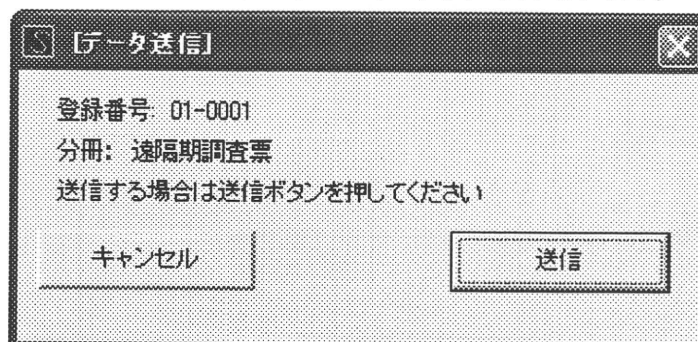 [データ送信]
登録番号: 01-0001
分冊: 遠隔期調査票
送信する場合は送信ボタンを押してください
キャンセル 送信